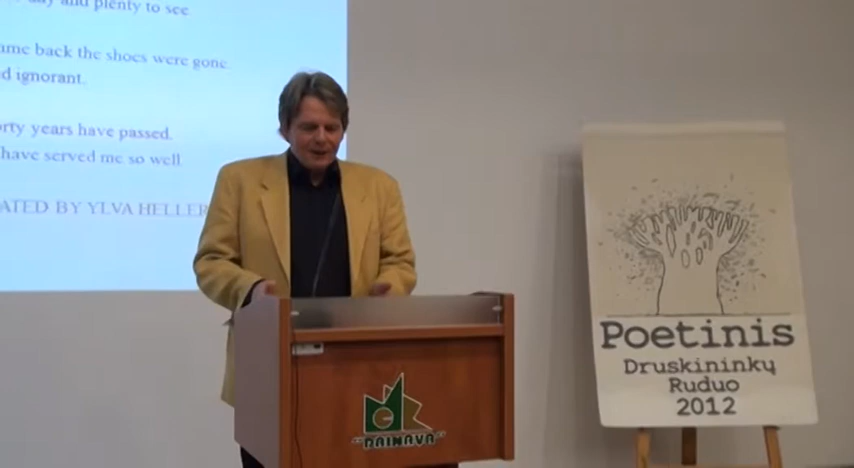 day and plenty to see.
ame back the shoes were gone.
d ignorant.
orty years have passed
have served me so well.
ATED BY YLVA HELLER
Poetinis
Druskininkų
Ruduo
2012
"DAINAVA"